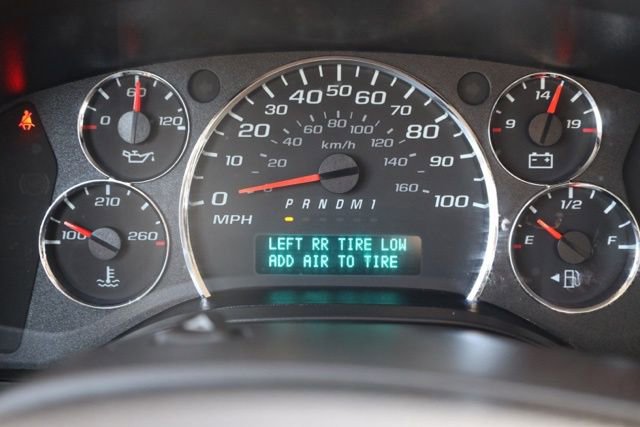 0 60 120
9 14 19
100 210 260
E 1/2 F
0 10 20 30 40 50 60 70 80 90 100
0 20 40 60 80 100 120 140 160
km/h
MPH
P R N D M 1
LEFT RR TIRE LOW
ADD AIR TO TIRE